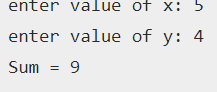 enter value of x: 5
enter value of y: 4
Sum = 9